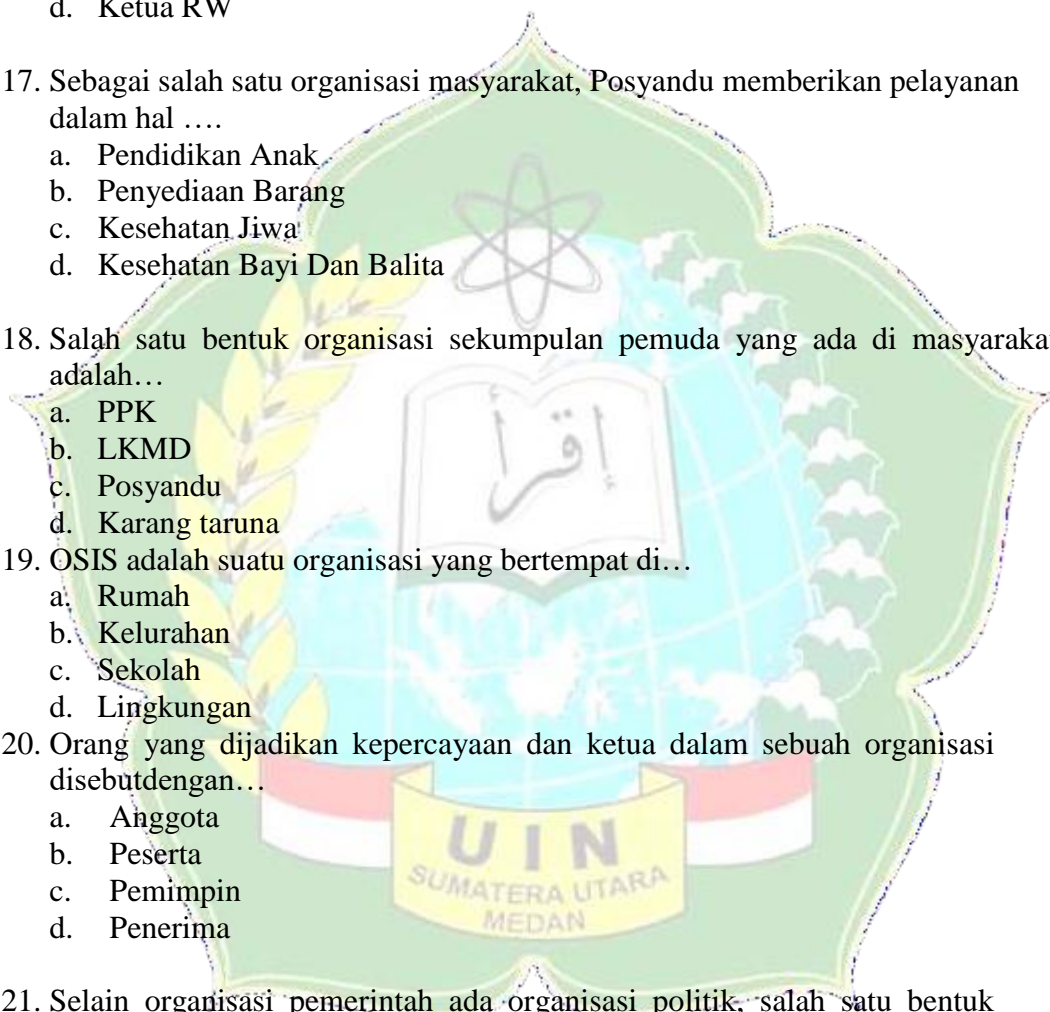 d. Ketua RW
17. Sebagai salah satu organisasi masyarakat, Posyandu memberikan pelayanan
dalam hal ….
a. Pendidikan Anak
b. Penyediaan Barang
c. Kesehatan Jiwa
d. Kesehatan Bayi Dan Balita
18. Salah satu bentuk organisasi sekumpulan pemuda yang ada di masyaraka
adalah…
a. PPK
b. LKMD
c. Posyandu
d. Karang taruna
19. OSIS adalah suatu organisasi yang bertempat di…
a. Rumah
b. Kelurahan
c. Sekolah
d. Lingkungan
20. Orang yang dijadikan kepercayaan dan ketua dalam sebuah organisasi
disebutdengan…
a. Anggota
b. Peserta
c. Pemimpin
d. Penerima
21. Selain organisasi pemerintah ada organisasi politik, salah satu bentuk
إقرأ
UIN
SUMATERA UTARA
MEDAN